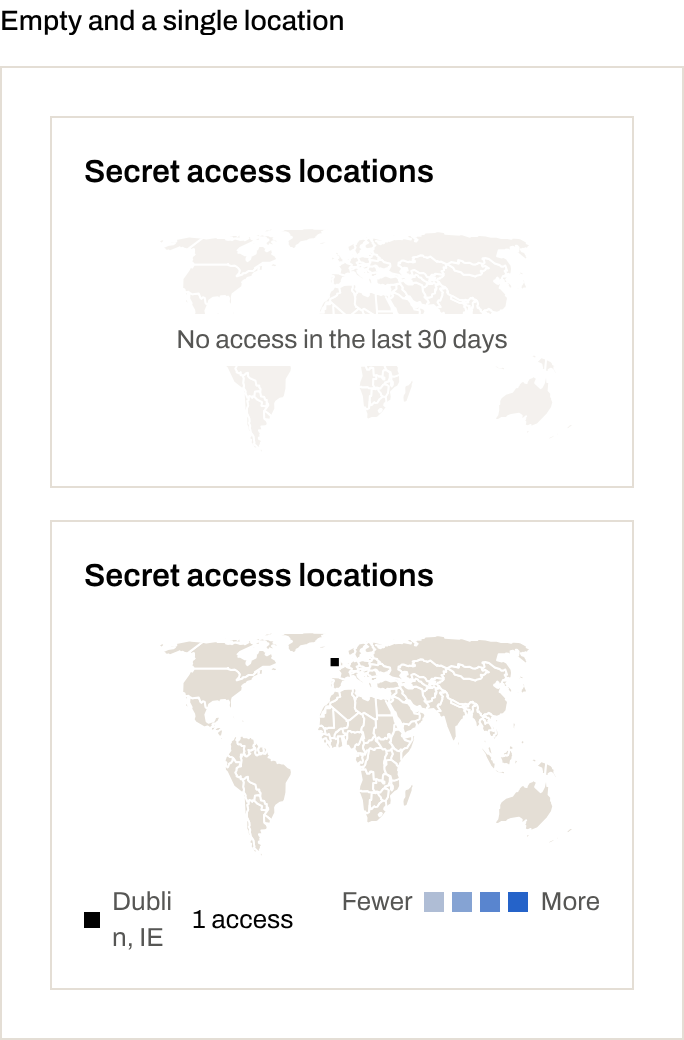 Empty and a single location
Secret access locations
No access in the last 30 days
Secret access locations
Dubli
n, IE
1 access
Fewer
More